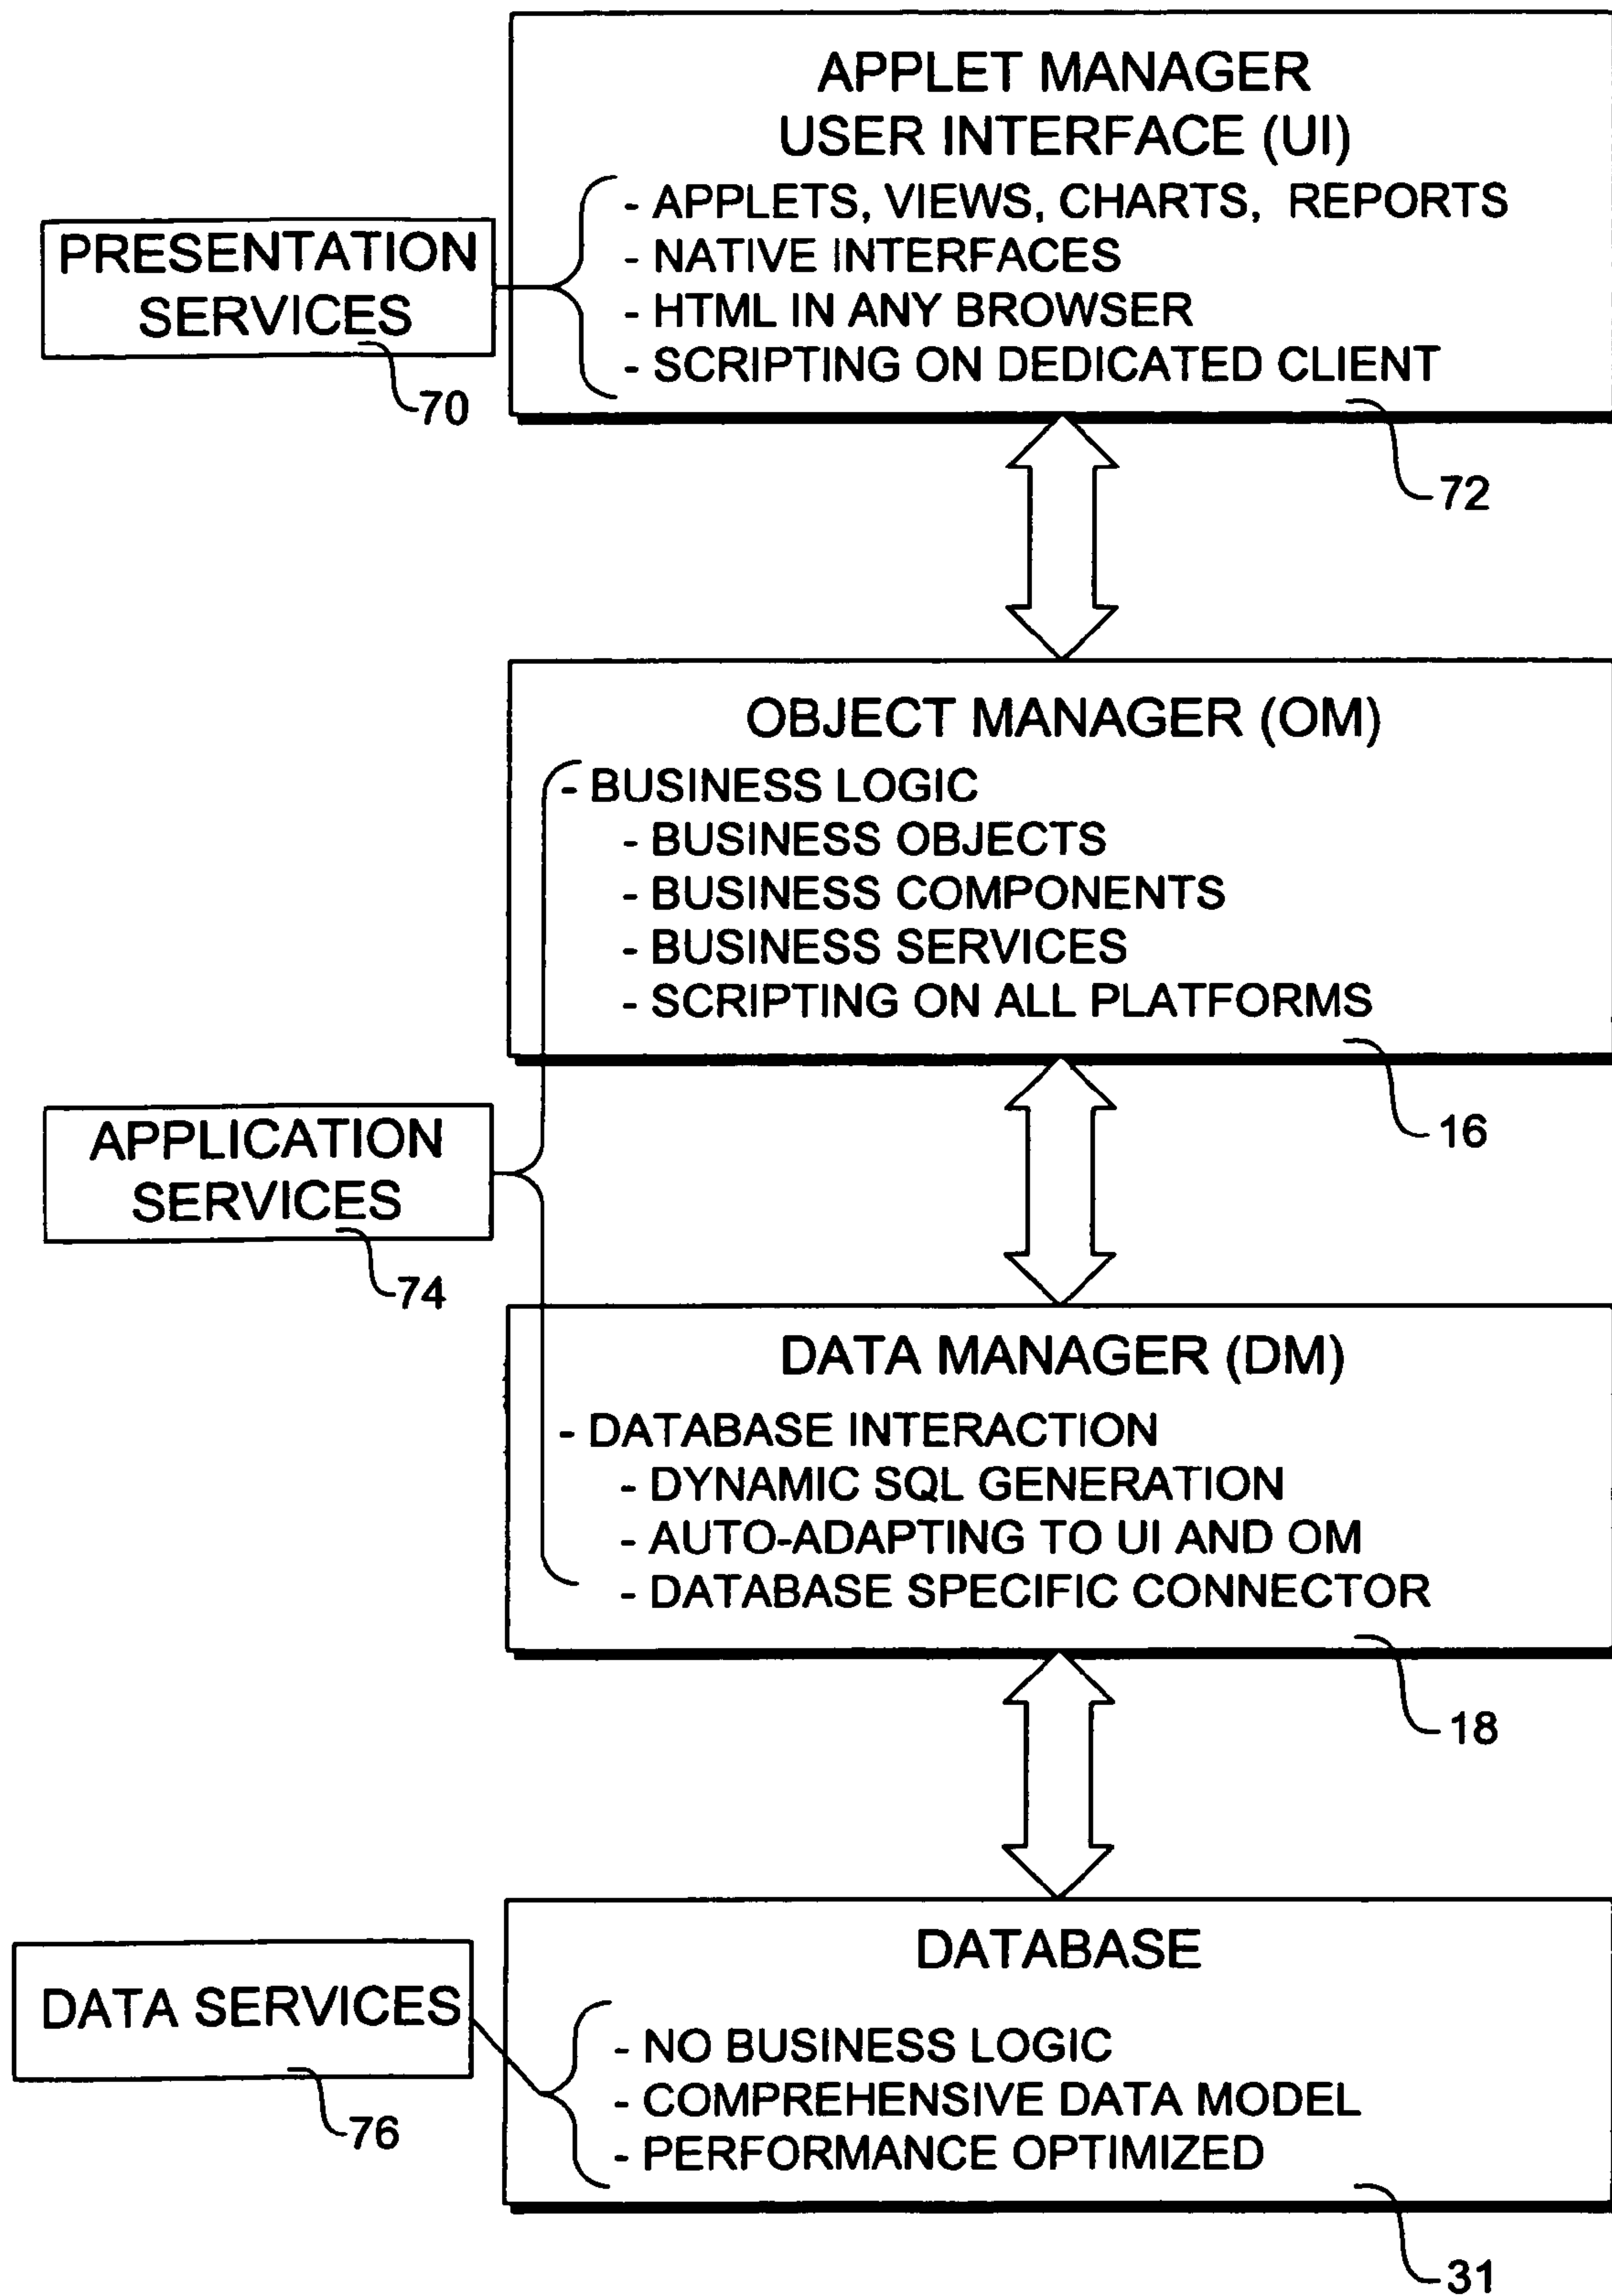 APPLET MANAGER
USER INTERFACE (UI)
- APPLETS, VIEWS, CHARTS, REPORTS
- NATIVE INTERFACES
- HTML IN ANY BROWSER
- SCRIPTING ON DEDICATED CLIENT
72
PRESENTATION
SERVICES
70
OBJECT MANAGER (OM)
- BUSINESS LOGIC
- BUSINESS OBJECTS
- BUSINESS COMPONENTS
- BUSINESS SERVICES
- SCRIPTING ON ALL PLATFORMS
16
APPLICATION
SERVICES
74
DATA MANAGER (DM)
- DATABASE INTERACTION
- DYNAMIC SQL GENERATION
- AUTO-ADAPTING TO UI AND OM
- DATABASE SPECIFIC CONNECTOR
18
DATA SERVICES
76
DATABASE
- NO BUSINESS LOGIC
- COMPREHENSIVE DATA MODEL
- PERFORMANCE OPTIMIZED
31